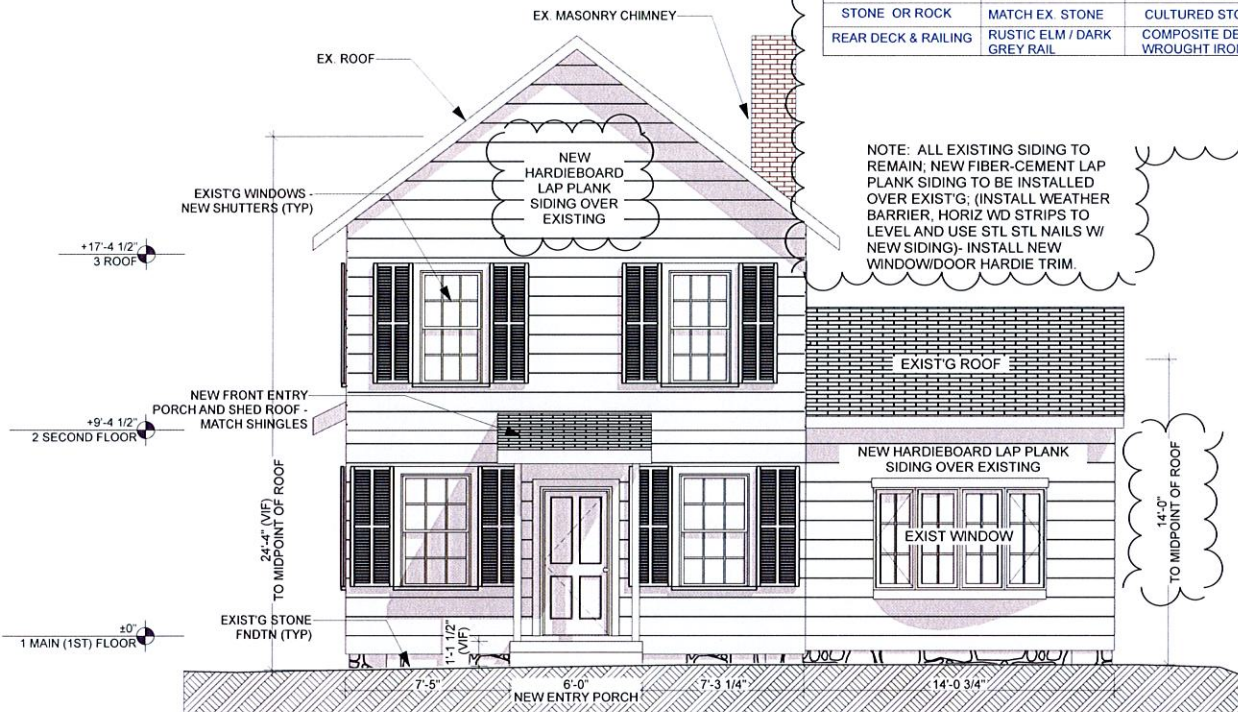 STONE OR ROCK
MATCH EX. STONE
REAR DECK & RAILING
RUSTIC ELM / DARK
GREY RAIL
COMPOSITE
EX. MASONRY CHIMNEY
EX. ROOF
NEW
HARDIEBOARD
LAP PLANK
SIDING OVER
EXISTING
NOTE: ALL EXISTING SIDING TO
REMAIN; NEW FIBER-CEMENT LAP
PLANK SIDING TO BE INSTALLED
OVER EXIST'G; (INSTALL WEATHER
BARRIER, HORIZ WD STRIPS TO
LEVEL AND USE STL STL NAILS W/
NEW SIDING)- INSTALL NEW
WINDOW/DOOR HARDIE TRIM.
EXIST'G WINDOWS -
NEW SHUTTERS (TYP)
+17'-4 1/2"
3 ROOF
EXIST'G ROOF
NEW FRONT ENTRY
PORCH AND SHED ROOF -
MATCH SHINGLES
+9'-4 1/2"
2 SECOND FLOOR
NEW HARDIEBOARD LAP PLANK
SIDING OVER EXISTING
24'-4" (VIF)
TO MIDPOINT OF ROOF
EXIST WINDOW
14'-0"
TO MIDPOINT OF ROOF
EXIST'G STONE
FNDTN (TYP)
±0"
1 MAIN (1ST) FLOOR
1'-1 1/2"
(VIF)
7'-5"
6'-0"
NEW ENTRY PORCH
7'-3 1/4"
14'-0 3/4"